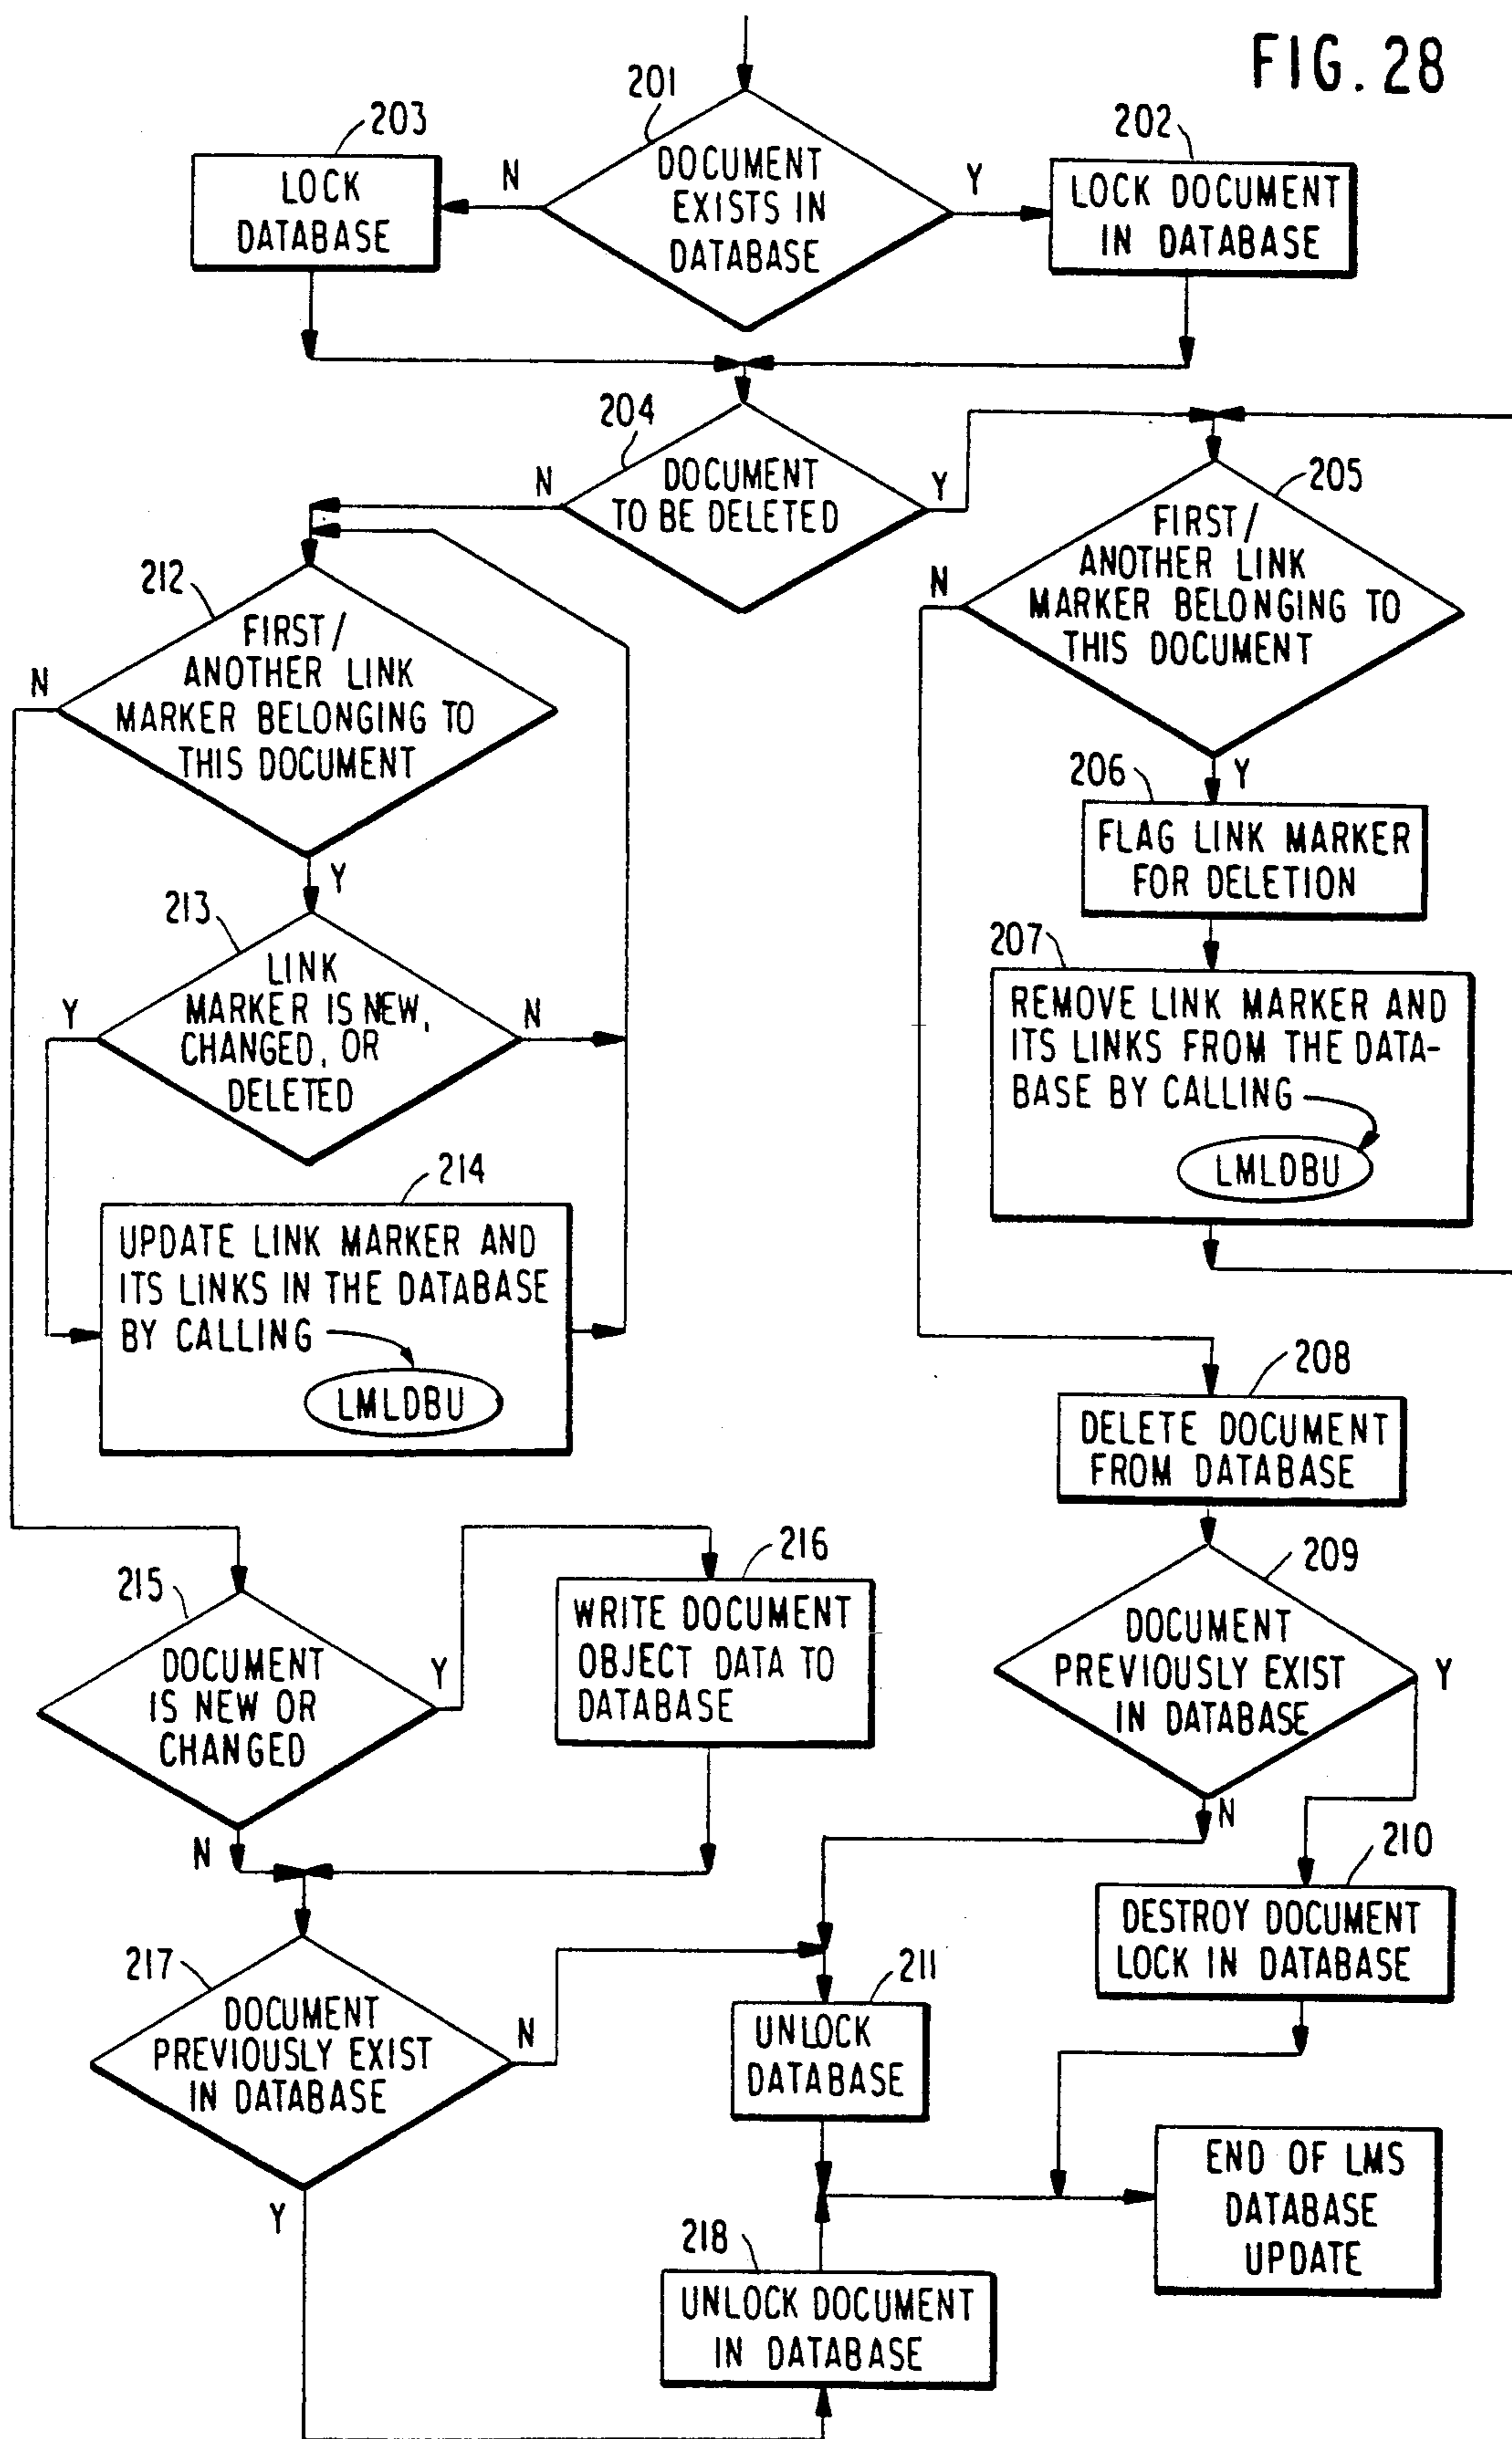 FIG. 28
201
203
202
DOCUMENT
EXISTS IN
DATABASE
N
Y
LOCK
DATABASE
LOCK DOCUMENT
IN DATABASE
204
DOCUMENT
TO BE DELETED
N
Y
205
FIRST/
ANOTHER LINK
MARKER BELONGING TO
THIS DOCUMENT
N
Y
212
FIRST/
ANOTHER LINK
MARKER BELONGING TO
THIS DOCUMENT
N
Y
206
FLAG LINK MARKER
FOR DELETION
213
LINK
MARKER IS NEW,
CHANGED, OR
DELETED
Y
N
207
REMOVE LINK MARKER AND
ITS LINKS FROM THE DATA-
BASE BY CALLING
LMLDBU
214
UPDATE LINK MARKER AND
ITS LINKS IN THE DATABASE
BY CALLING
LMLDBU
208
DELETE DOCUMENT
FROM DATABASE
215
DOCUMENT
IS NEW OR
CHANGED
Y
N
216
WRITE DOCUMENT
OBJECT DATA TO
DATABASE
209
DOCUMENT
PREVIOUSLY EXIST
IN DATABASE
Y
N
210
DESTROY DOCUMENT
LOCK IN DATABASE
217
DOCUMENT
PREVIOUSLY EXIST
IN DATABASE
N
Y
211
UNLOCK
DATABASE
END OF LMS
DATABASE
UPDATE
218
UNLOCK DOCUMENT
IN DATABASE